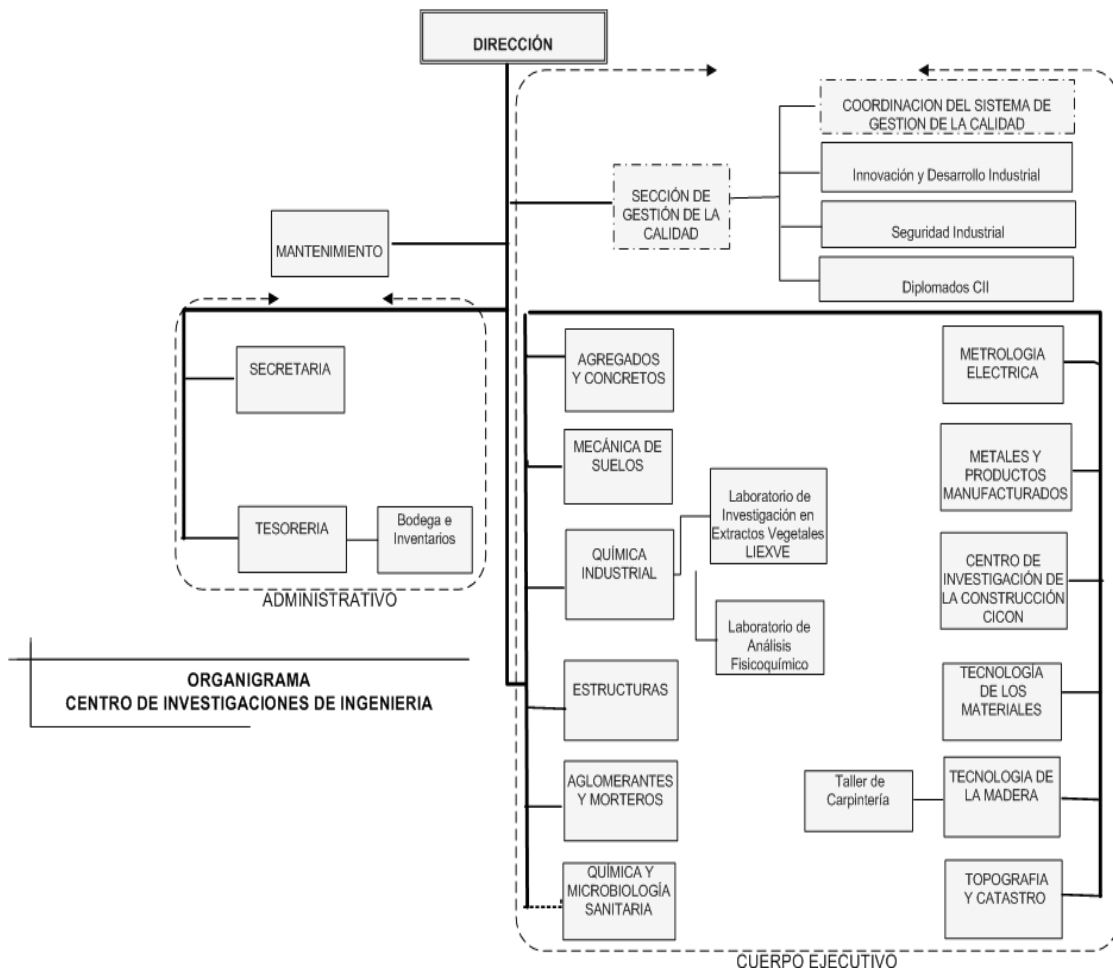 DIRECCIÓN
COORDINACION DEL SISTEMA DE
GESTION DE LA CALIDAD
Innovación y Desarrollo Industrial
SECCIÓN DE
GESTIÓN DE LA
CALIDAD
Seguridad Industrial
Diplomados CII
MANTENIMIENTO
SECRETARIA
TESORERIA
Bodega e
Inventarios
ADMINISTRATIVO
ORGANIGRAMA
CENTRO DE INVESTIGACIONES DE INGENIERIA
AGREGADOS
Y CONCRETOS
MECÁNICA DE
SUELOS
QUÍMICA
INDUSTRIAL
Laboratorio de
Investigación en
Extractos Vegetales
LIEXVE
Laboratorio de
Análisis
Fisicoquímico
ESTRUCTURAS
AGLOMERANTES
Y MORTEROS
QUÍMICA Y
MICROBIOLOGÍA
SANITARIA
METROLOGIA
ELECTRICA
METALES Y
PRODUCTOS
MANUFACTURADOS
CENTRO DE
INVESTIGACIÓN DE
LA CONSTRUCCIÓN
CICON
TECNOLOGÍA
DE LOS
MATERIALES
Taller de
Carpintería
TECNOLOGIA DE
LA MADERA
TOPOGRAFIA
Y CATASTRO
CUERPO EJECUTIVO